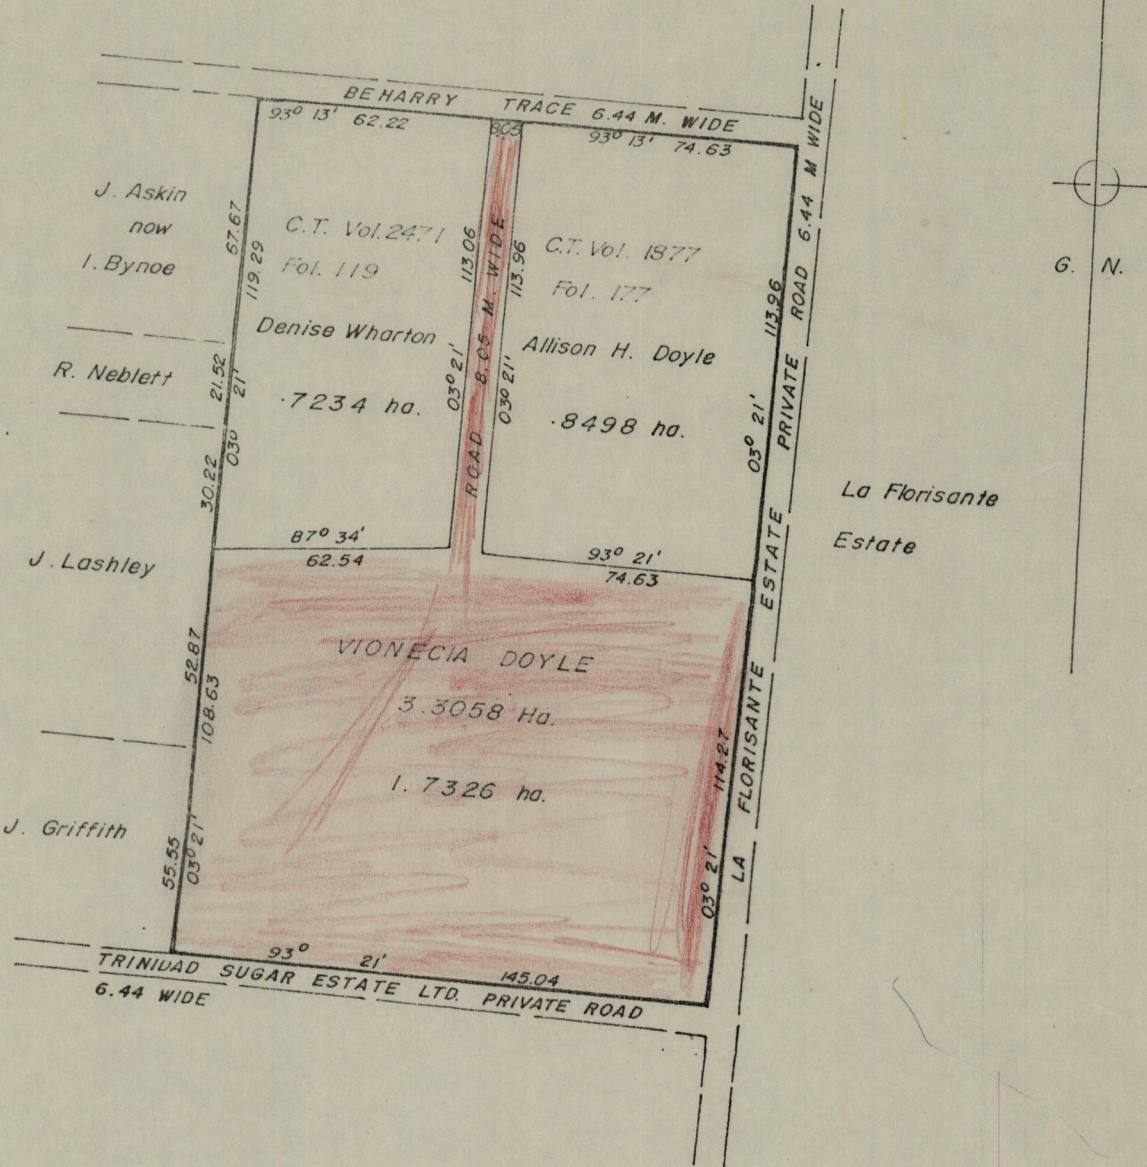 BEHARRY TRACE 6.44 M. WIDE
93° 13' 62.22
8.05
93° 13' 74.63
J. Askin
now
I. Bynoe
67.67
119.29
C.T. Vol. 2471
Fol. 119
Denise Wharton
.7234 ha.
113.06
03° 21'
ROAD 8.05 M. WIDE
113.96
03° 21'
C.T. Vol. 1877
Fol. 177
Allison H. Doyle
.8498 ha.
113.96
03° 21'
LA FLORISANTE ESTATE PRIVATE ROAD 6.44 M WIDE.
G. N.
R. Neblett
21.52
03° 21'
30.22
La Florisante
Estate
J. Lashley
87° 34'
62.54
93° 21'
74.63
VIONECIA DOYLE
3.3058 Ha.
1.7326 ha.
52.87
108.63
114.27
03° 21'
J. Griffith
55.55
03° 21'
93° 21' 145.04
TRINIDAD SUGAR ESTATE LTD. PRIVATE ROAD
6.44 WIDE